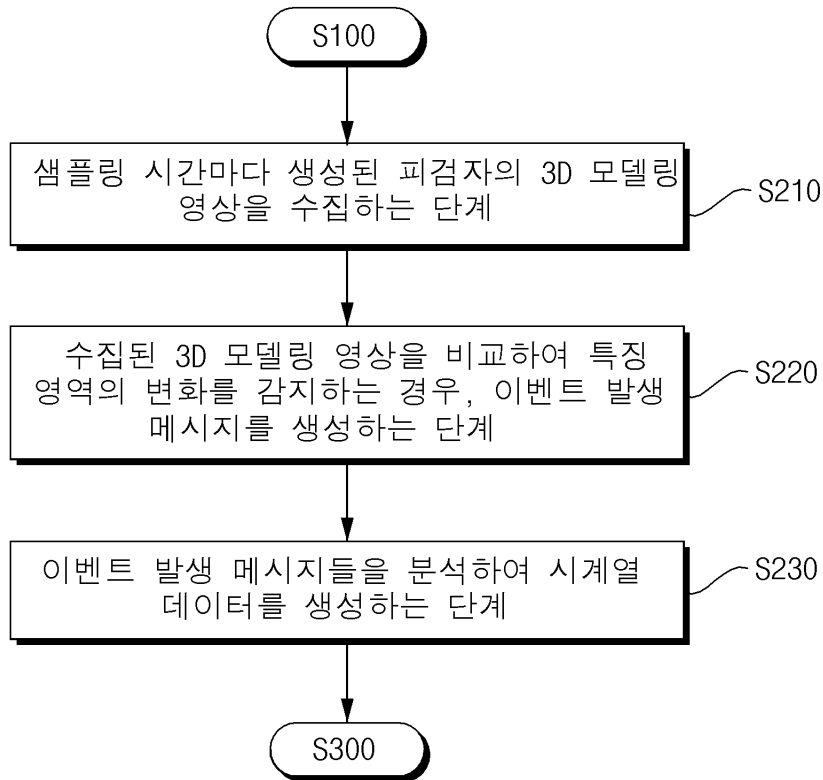 S100
샘플링 시간마다 생성된 피검자의 3D 모델링
영상을 수집하는 단계
S210
수집된 3D 모델링 영상을 비교하여 특징
영역의 변화를 감지하는 경우, 이벤트 발생
메시지를 생성하는 단계
S220
이벤트 발생 메시지들을 분석하여 시계열
데이터를 생성하는 단계
S230
S300